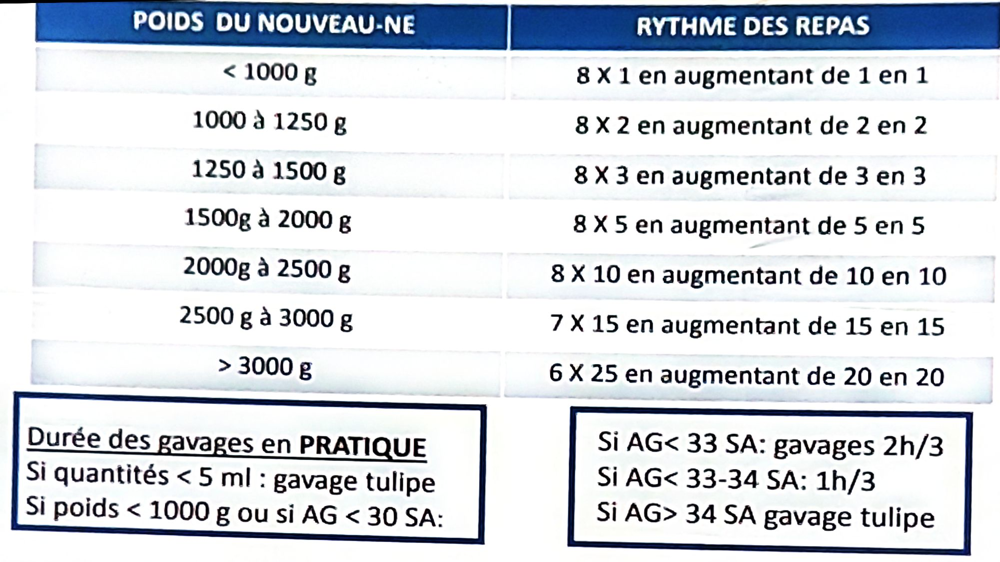 POIDS DU NOUVEAU-NE RYTHME DES REPAS
< 1000 g 8 X 1 en augmentant de 1 en 1
1000 à 1250 g 8 X 2 en augmentant de 2 en 2
1250 à 1500 g 8 X 3 en augmentant de 3 en 3
1500g à 2000 g 8 X 5 en augmentant de 5 en 5
2000g à 2500 g 8 X 10 en augmentant de 10 en 10
2500 g à 3000 g 7 X 15 en augmentant de 15 en 15
> 3000 g 6 X 25 en augmentant de 20 en 20
Durée des gavages en PRATIQUE
Si quantités < 5 ml : gavage tulipe
Si poids < 1000 g ou si AG < 30 SA:
Si AG< 33 SA: gavages 2h/3
Si AG< 33-34 SA: 1h/3
Si AG> 34 SA gavage tulipe